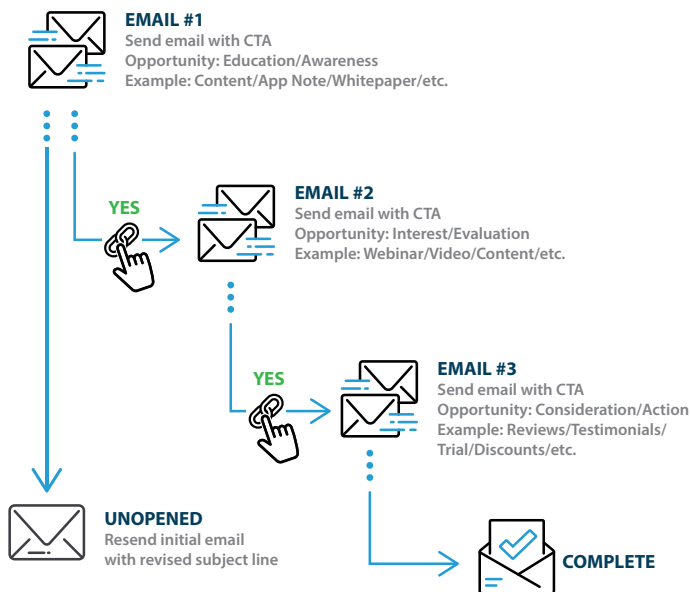 EMAIL #1
Send email with CTA
Opportunity: Education/Awareness
Example: Content/App Note/Whitepaper/etc.
YES
EMAIL #2
Send email with CTA
Opportunity: Interest/Evaluation
Example: Webinar/Video/Content/etc.
YES
EMAIL #3
Send email with CTA
Opportunity: Consideration/Action
Example: Reviews/Testimonials/
Trial/Discounts/etc.
UNOPENED
Resend initial email
with revised subject line
COMPLETE